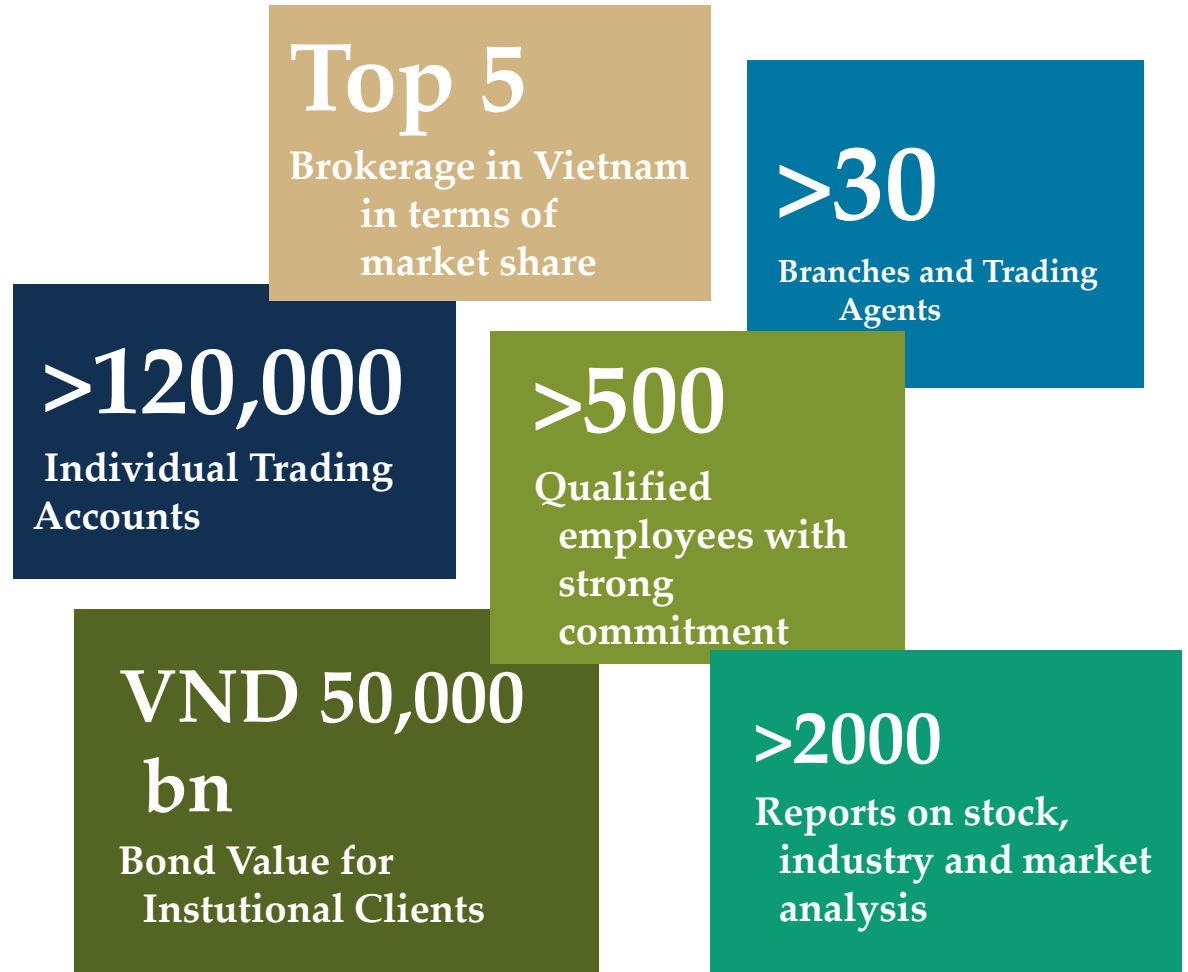 Top 5
Brokerage in Vietnam
in terms of
market share
>30
Branches and Trading
Agents
>120,000
Individual Trading
Accounts
>500
Qualified
employees with
strong
commitment
VND 50,000
bn
Bond Value for
Instutional Clients
>2000
Reports on stock,
industry and market
analysis